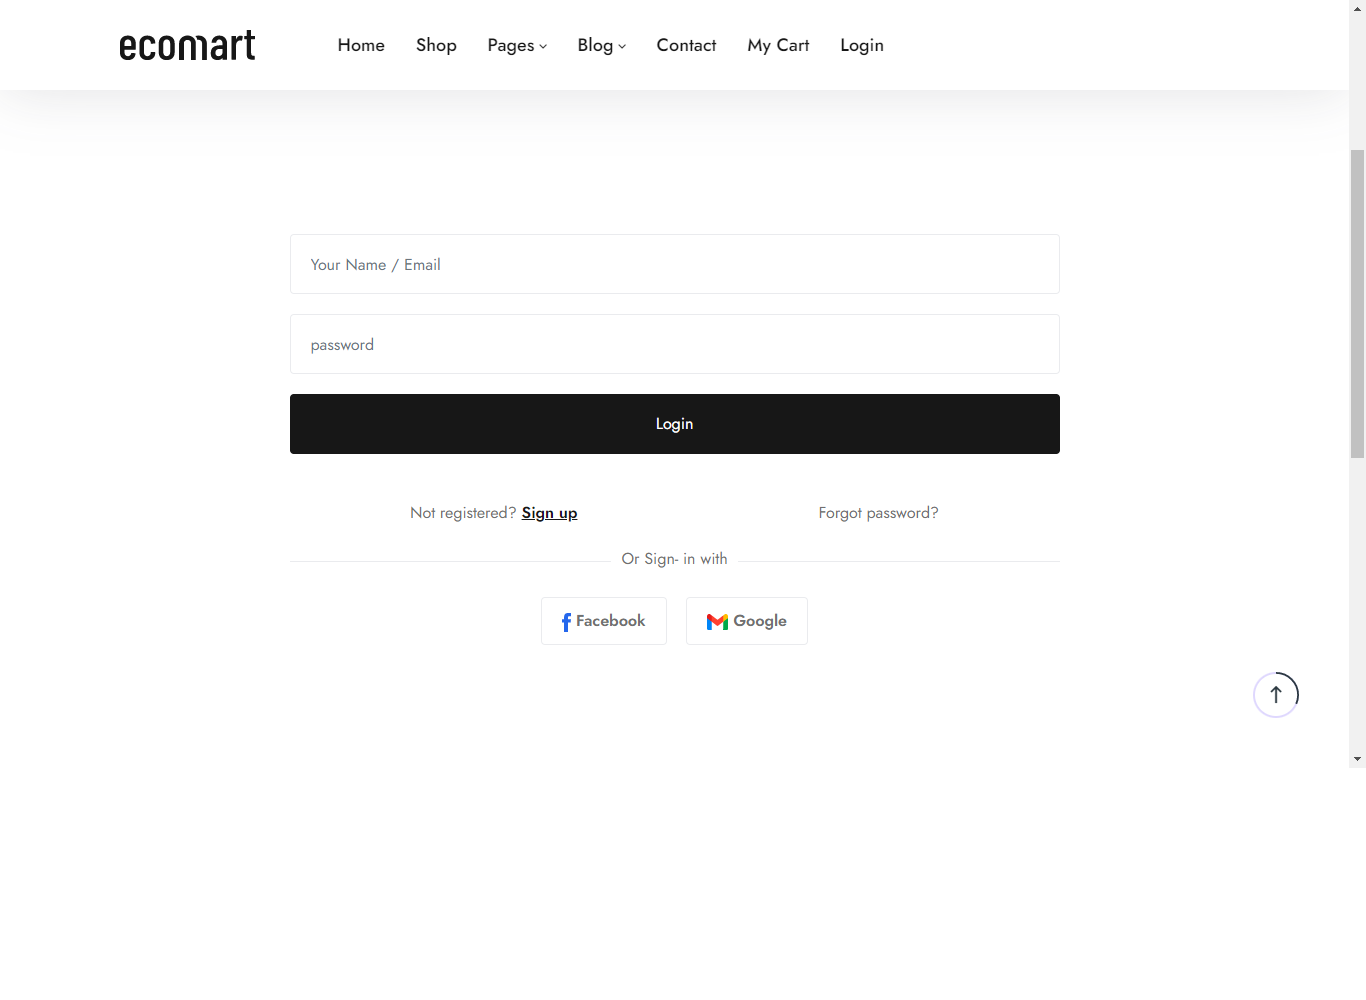 ecomart Home Shop Pages Blog Contact My Cart Login
Your Name / Email
password
Login
Not registered? Sign up Forgot password?
Or Sign- in with
Facebook Google